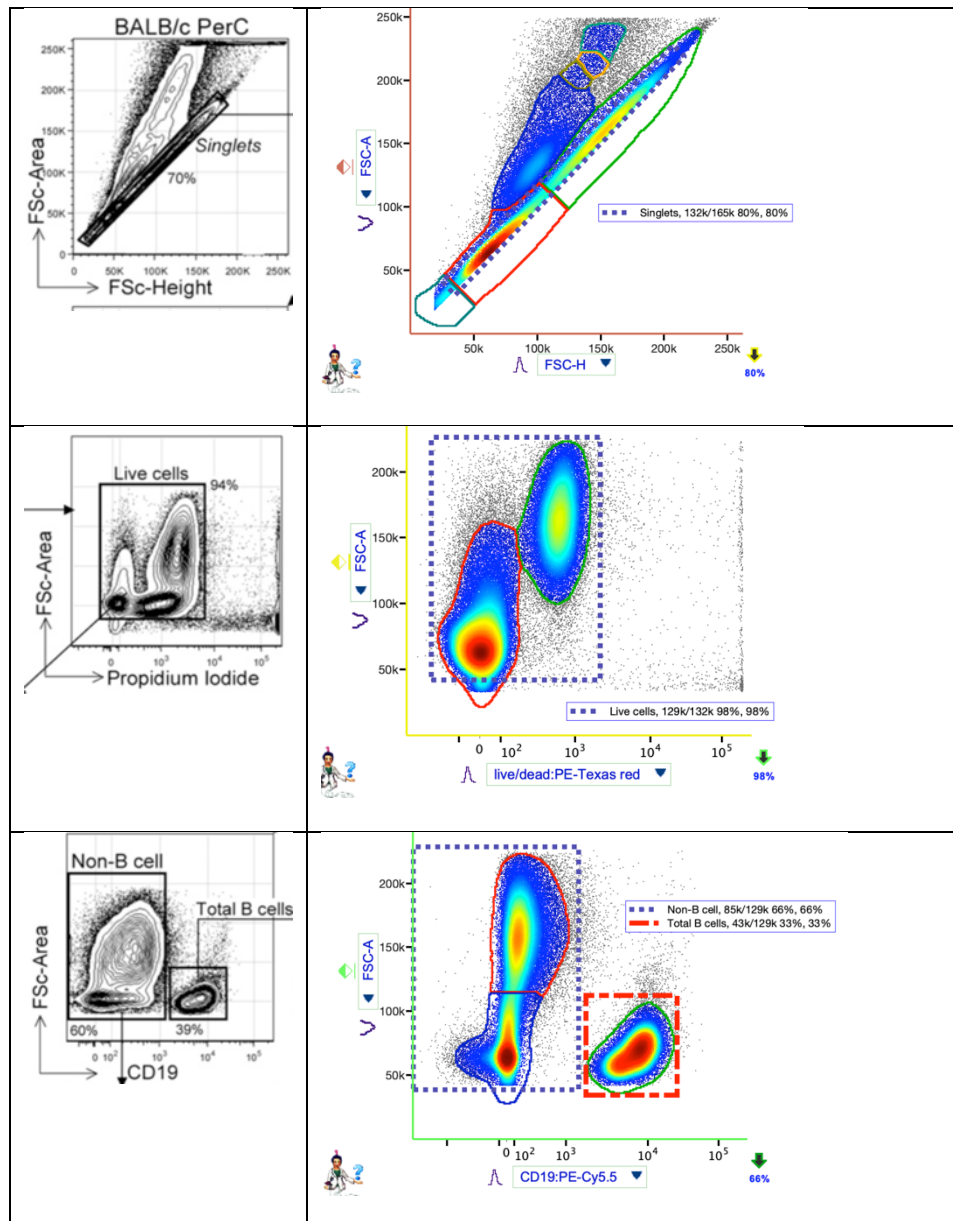 BALB/c PerC
250K
200K
150K
100K
50K
0
FSc-Area
Singlets
70%
0 50K 100K 150K 200K 250K
FSc-Height
250k
200k
150k
100k
50k
FSC-A
Singlets, 132k/165k 80%, 80%
50k 100k 150k 200k 250k
FSC-H
80%
?
Live cells
94%
FSc-Area
0 10³ 10⁴ 10⁵
Propidium Iodide
200k
150k
100k
50k
FSC-A
Live cells, 129k/132k 98%, 98%
0 10² 10³ 10⁴ 10⁵
live/dead:PE-Texas red
98%
?
Non-B cell
Total B cells
FSc-Area
60%
39%
0 10² 10³ 10⁴ 10⁵
CD19
200k
150k
100k
50k
FSC-A
Non-B cell, 85k/129k 66%, 66%
Total B cells, 43k/129k 33%, 33%
0 10² 10³ 10⁴ 10⁵
CD19:PE-Cy5.5
66%
?